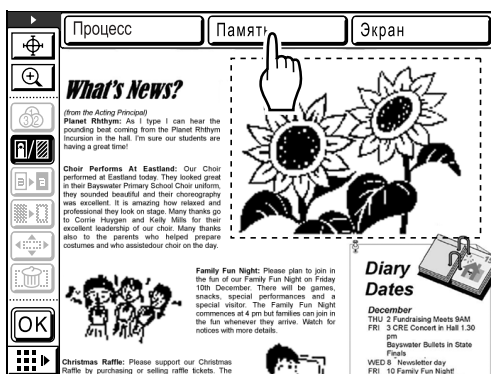 Процесс
Память
Экран
What's News?
(from the Acting Principal)
Planet Rhthym: As I type I can hear the
pounding beat coming from the Planet Rhthym
Incursion in the hall. I'm sure our students are
having a great time!
Choir Performs At Eastland: Our Choir
performed at Eastland today. They looked great
in their Bayswater Primary School Choir uniform,
they sounded beautiful and their choreography
was excellent. It is amazing how relaxed and
professional they look on stage. Many thanks go
to Corrie Huygen and Kelly Mills for their
excellent leadership of our choir. Many thanks
also to the parents who helped prepare
costumes and who assistedour choir on the day.
Family Fun Night: Please plan to join in
the fun of our Family Fun Night on Friday
10th December. There will be games,
snacks, special performances and a
special visitor. The Family Fun Night
commences at 4 pm but families can join in
the fun whenever they arrive. Watch for
notices with more details.
Christmas Raffle: Please support our Christmas
Raffle by purchasing or selling raffle tickets. The
Diary
Dates
December
THU 2 Fundraising Meets 9AM
FRI 3 CRE Concert in Hall 1.30
pm
Bayswater Bullets in State
Finals
WED 8 Newsletter day
FRI 10 Family Fun Night!
OK